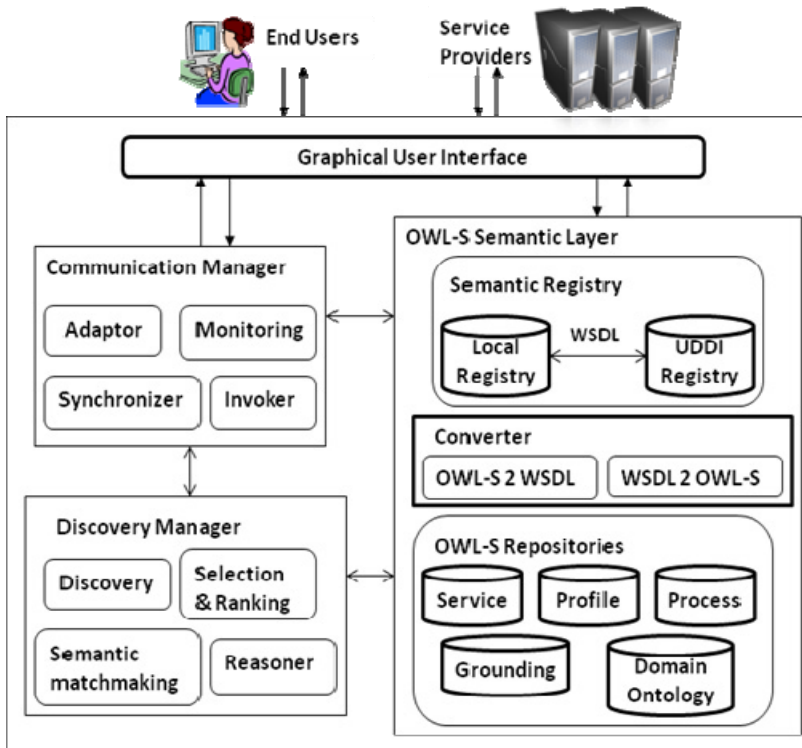 End Users
Service
Providers
Graphical User Interface
Communication Manager
Adaptor
Monitoring
Synchronizer
Invoker
Discovery Manager
Discovery
Selection
& Ranking
Semantic
matchmaking
Reasoner
OWL-S Semantic Layer
Semantic Registry
Local
Registry
WSDL
UDDI
Registry
Converter
OWL-S 2 WSDL
WSDL 2 OWL-S
OWL-S Repositories
Service
Profile
Process
Grounding
Domain
Ontology